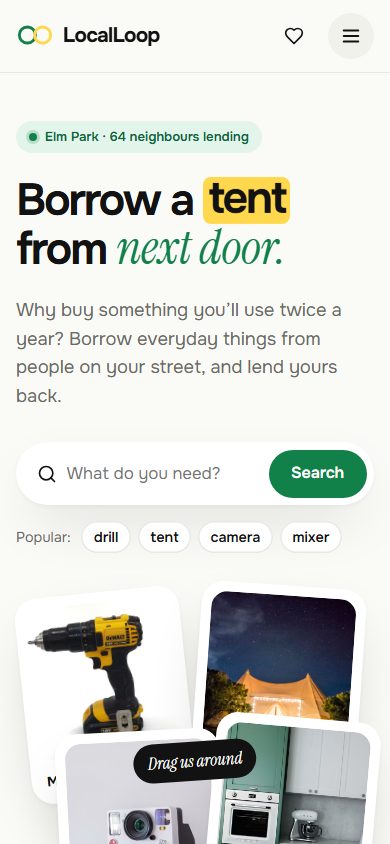 LocalLoop
Elm Park · 64 neighbours lending
Borrow a tent
from next door.
Why buy something you’ll use twice a
year? Borrow everyday things from
people on your street, and lend yours
back.
What do you need?
Search
Popular:
drill
tent
camera
mixer
DEWALT
Drag us around